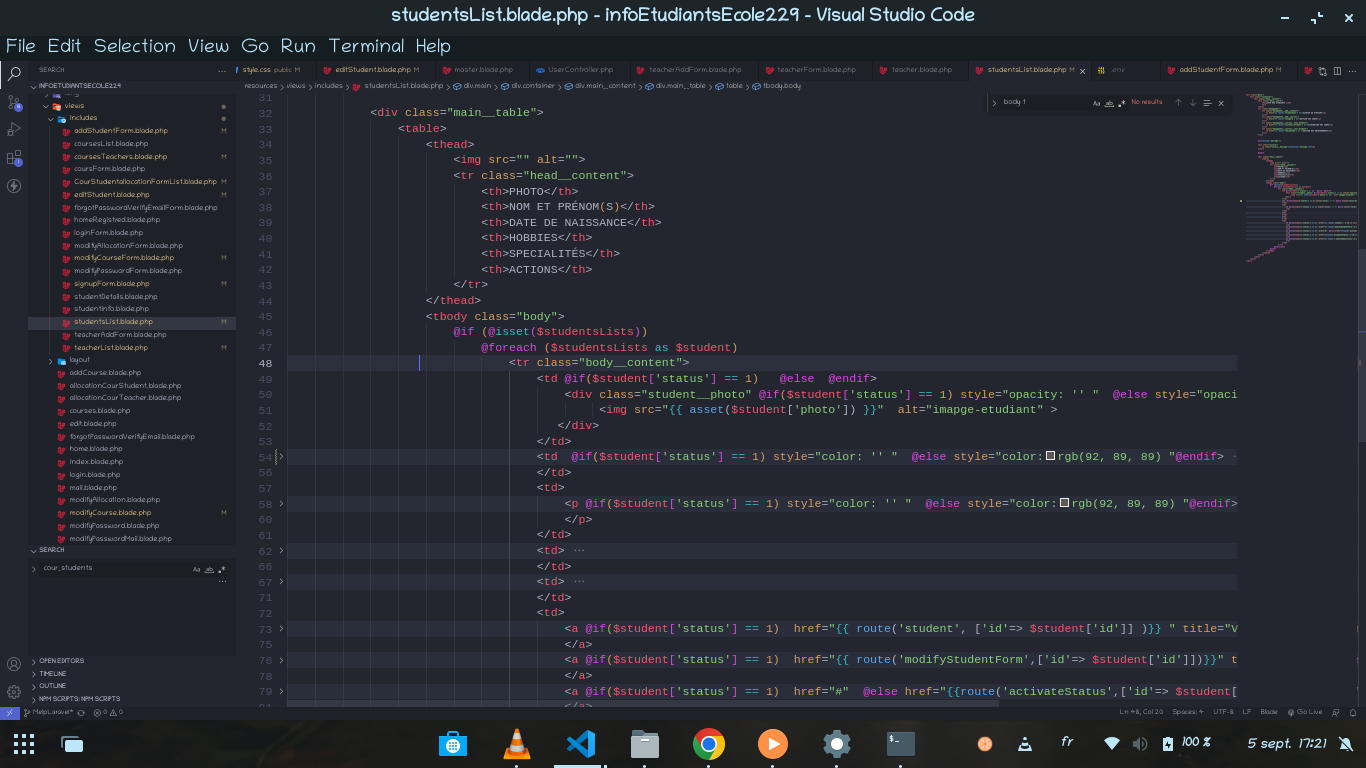 studentsList.blade.php - infoEtudiantsEcole229 - Visual Studio Code
File Edit Selection View Go Run Terminal Help
SEARCH ···
style.css public M
editStudent.blade.php M
master.blade.php
UserController.php
teacherAddForm.blade.php
teacherForm.blade.php
teacher.blade.php
studentsList.blade.php M
.env
addStudentForm.blade.php M
INFOETUDIANTSECOLE229
resources > views > includes > studentsList.blade.php > div.main > div.container > div.main_content > div.main__table > table > tbody.body
views
includes
addStudentForm.blade.php M
coursesList.blade.php
coursesTeachers.blade.php M
coursForm.blade.php
CourStudentallocationFormList.blade.php M
editStudent.blade.php M
forgotPasswordVerifyEmailForm.blade.php
homeRegistred.blade.php
loginForm.blade.php
modifyAllocationForm.blade.php
modifyCourseForm.blade.php M
modifyPasswordForm.blade.php
signupForm.blade.php M
studentDetails.blade.php
studentInfo.blade.php
studentsList.blade.php M
teacherAddForm.blade.php
teacherList.blade.php M
layout
addCourse.blade.php
allocationCourStudent.blade.php
allocationCourTeacher.blade.php
courses.blade.php
edit.blade.php
forgotPasswordVerifyEmail.blade.php
home.blade.php
index.blade.php
login.blade.php
mail.blade.php
modifyAllocation.blade.php
modifyCourse.blade.php M
modifyPassword.blade.php
modifyPasswordMail.blade.php
SEARCH
cour_students Aa ab .*
···
OPEN EDITORS
TIMELINE
OUTLINE
NPM SCRIPTS: NPM SCRIPTS
body t Aa ab .* No results
31
32 <div class="main__table">
33 <table>
34 <thead>
35 <img src="" alt="">
36 <tr class="head__content">
37 <th>PHOTO</th>
38 <th>NOM ET PRÉNOM(S)</th>
39 <th>DATE DE NAISSANCE</th>
40 <th>HOBBIES</th>
41 <th>SPECIALITÉS</th>
42 <th>ACTIONS</th>
43 </tr>
44 </thead>
45 <tbody class="body">
46 @if (@isset($studentsLists))
47 @foreach ($studentsLists as $student)
48 <tr class="body__content">
49 <td @if($student['status'] == 1) @else @endif>
50 <div class="student__photo" @if($student['status'] == 1) style="opacity: '' " @else style="opaci
51 <img src="{{ asset($student['photo']) }}" alt="imapge-etudiant" >
52 </div>
53 </td>
54 <td @if($student['status'] == 1) style="color: '' " @else style="color:rgb(92, 89, 89) "@endif>
56 </td>
57 <td>
58 <p @if($student['status'] == 1) style="color: '' " @else style="color:rgb(92, 89, 89) "@endif>
60 </p>
61 </td>
62 <td> ···
66 </td>
67 <td> ···
71 </td>
72 <td>
73 <a @if($student['status'] == 1) href="{{ route('student', ['id'=> $student['id']] )}} " title="V
75 </a>
76 <a @if($student['status'] == 1) href="{{ route('modifyStudentForm',['id'=> $student['id']])}}" t
78 </a>
79 <a @if($student['status'] == 1) href="#" @else href="{{route('activateStatus',['id'=> $student[
81 </a>
MelpLaravel* 0 0
Ln 48, Col 20 Spaces: 4 UTF-8 LF Blade Go Live
fr 100 % 5 sept. 17:21